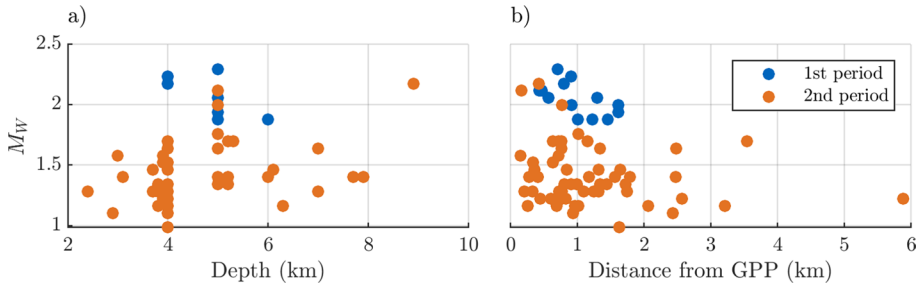 a)
b)
2.5
2
1.5
1
M_W
2 4 6 8 10
Depth (km)
0 1 2 3 4 5 6
Distance from GPP (km)
1st period
2nd period